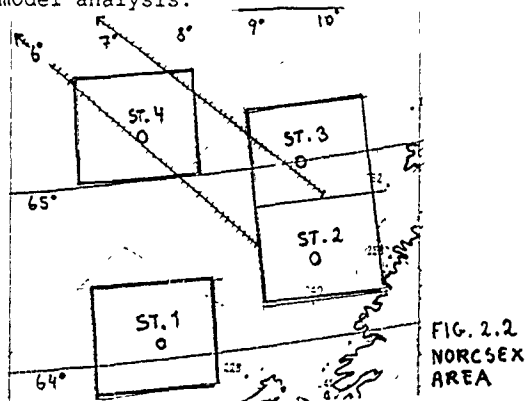 model analysis.
6° 7° 8° 9° 10°
ST.4
ST.3
65°
ST.2
ST.1
64°
FIG. 2.2
NORCSEX
AREA